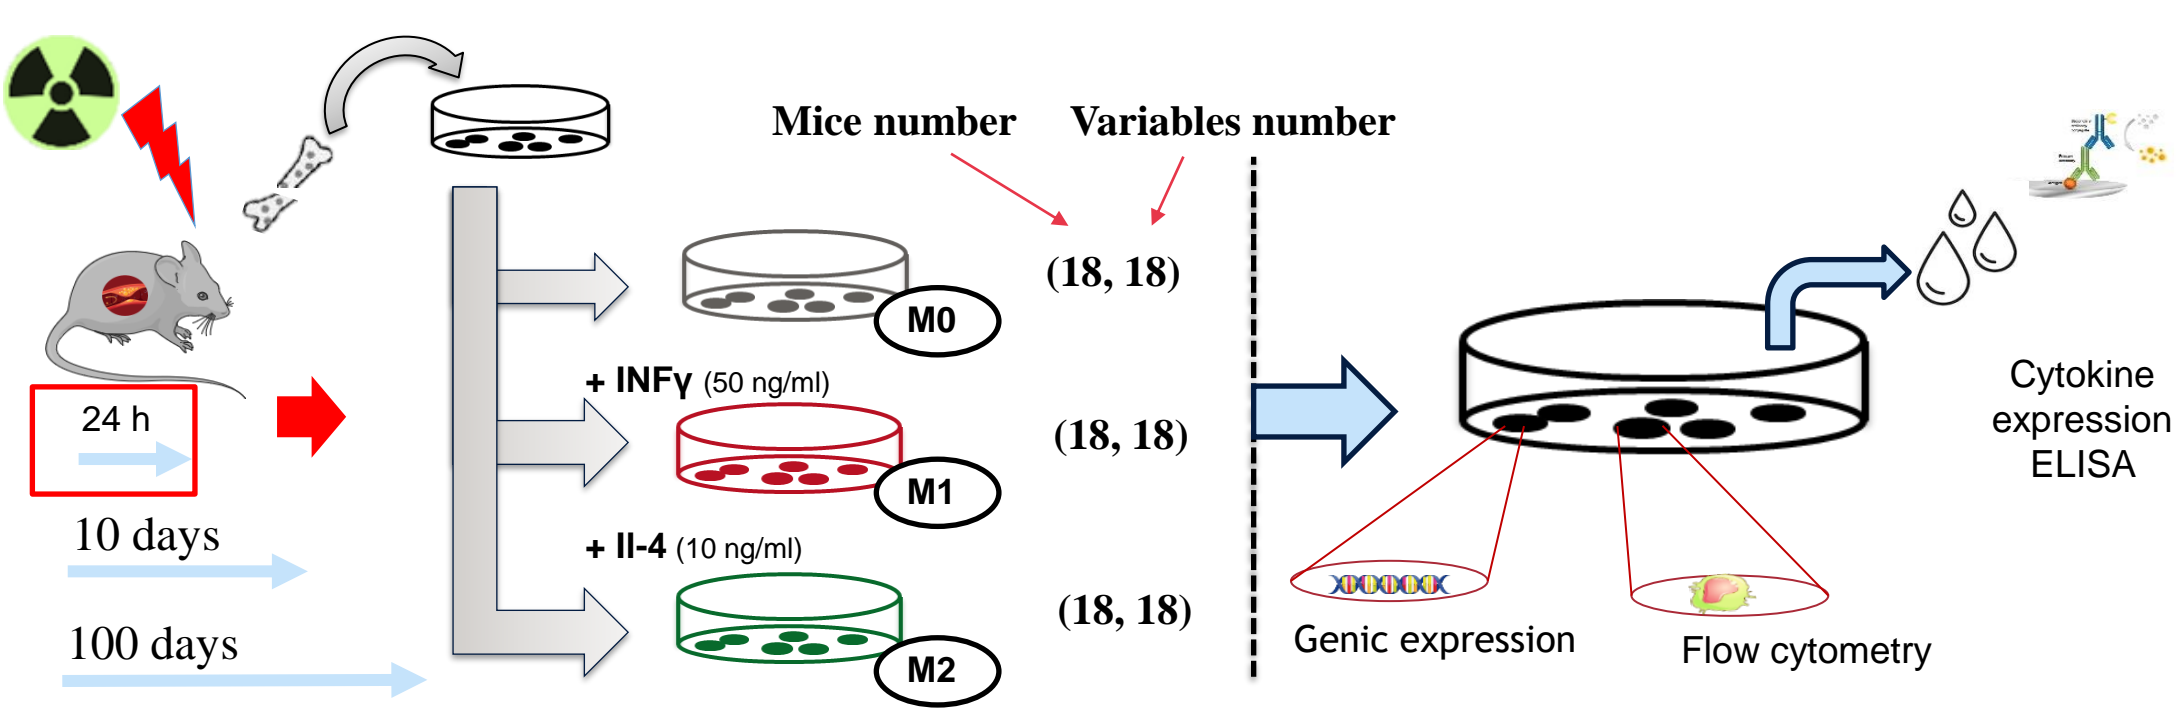 Mice number
Variables number
(18, 18)
M0
+ INFγ (50 ng/ml)
(18, 18)
M1
+ Il-4 (10 ng/ml)
(18, 18)
M2
24 h
10 days
100 days
Genic expression
Flow cytometry
Cytokine
expression
ELISA